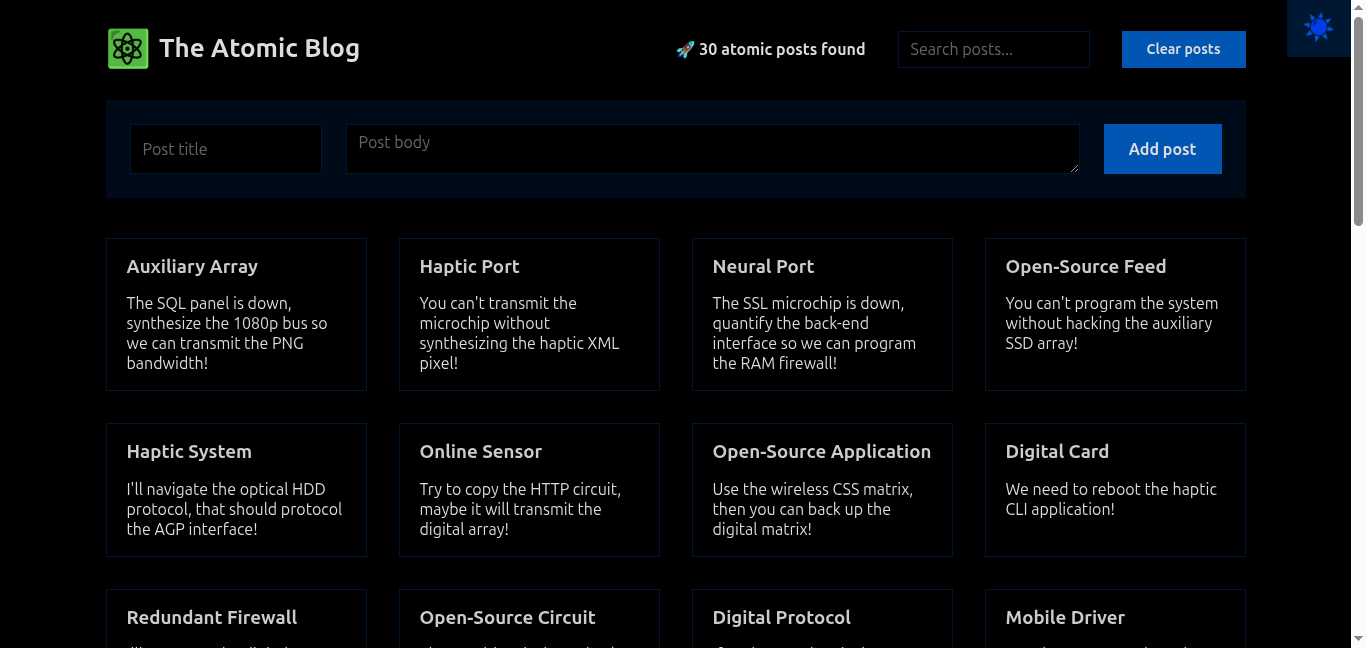 The Atomic Blog
🚀 30 atomic posts found
Search posts...
Clear posts
Post title
Post body
Add post
Auxiliary Array
The SQL panel is down,
synthesize the 1080p bus so
we can transmit the PNG
bandwidth!
Haptic Port
You can't transmit the
microchip without
synthesizing the haptic XML
pixel!
Neural Port
The SSL microchip is down,
quantify the back-end
interface so we can program
the RAM firewall!
Open-Source Feed
You can't program the system
without hacking the auxiliary
SSD array!
Haptic System
I'll navigate the optical HDD
protocol, that should protocol
the AGP interface!
Online Sensor
Try to copy the HTTP circuit,
maybe it will transmit the
digital array!
Open-Source Application
Use the wireless CSS matrix,
then you can back up the
digital matrix!
Digital Card
We need to reboot the haptic
CLI application!
Redundant Firewall
Open-Source Circuit
Digital Protocol
Mobile Driver